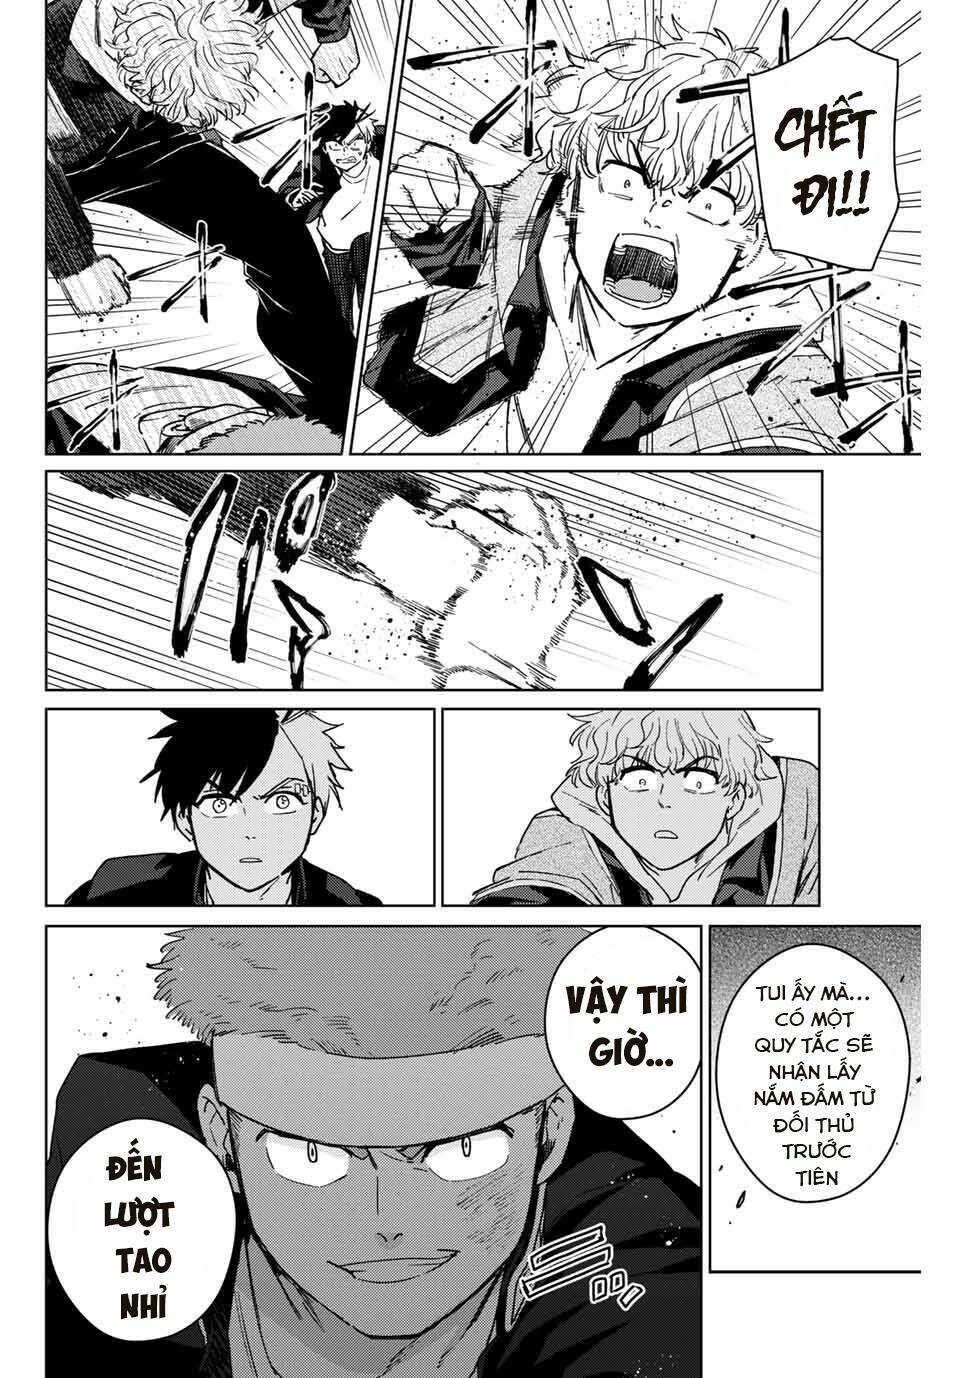 CHẾT
ĐI!!
TUI ẤY MÀ...
CÓ MỘT
QUY TẮC SẼ
NHẬN LẤY
NẮM ĐẤM TỪ
ĐỐI THỦ
TRƯỚC
TIÊN
VẬY THÌ
GIỜ...
ĐẾN
LƯỢT
TAO
NHỈ